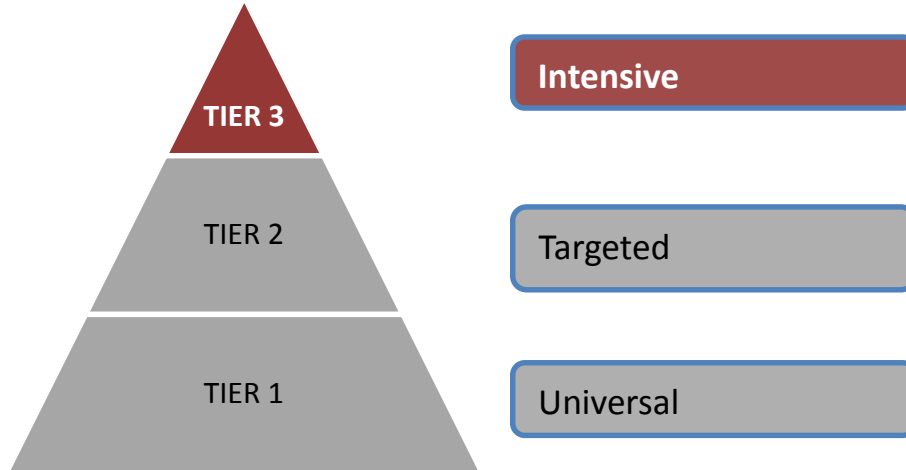 TIER 3
Intensive
TIER 2
Targeted
TIER 1
Universal